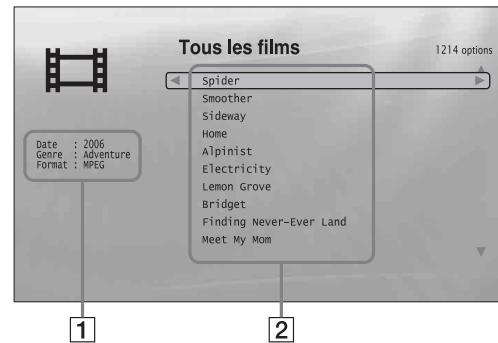 Tous les films
1214 options
Spider
Smoother
Sideway
Home
Alpinist
Electricity
Lemon Grove
Bridget
Finding Never-Ever Land
Meet My Mom
Date : 2006
Genre : Adventure
Format : MPEG
1
2